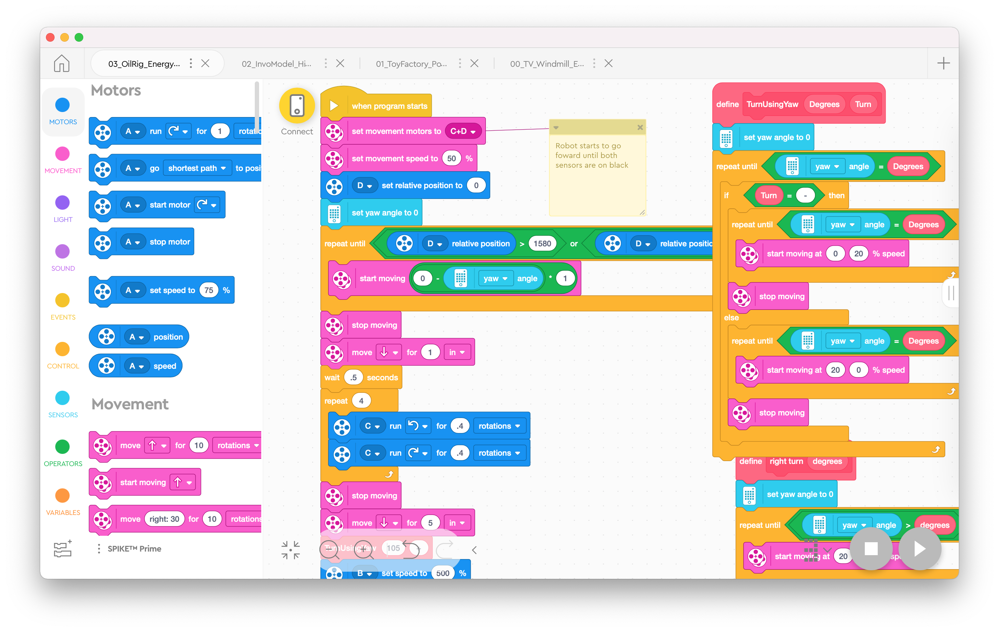 03_OilRig_Energy...
02_InvoModel_Hi...
01_ToyFactory_Po...
00_TV_Windmill_E...
MOTORS
MOVEMENT
LIGHT
SOUND
EVENTS
CONTROL
SENSORS
OPERATORS
VARIABLES
Motors
A run for 1
A go shortest path to
A start motor
A stop motor
A set speed to 75 %
A position
A speed
Movement
move for 10 rotations
start moving
move right: 30 for 10 rotations
SPIKE™ Prime
Connect
when program starts
set movement motors to C+D
set movement speed to 50 %
D set relative position to 0
set yaw angle to 0
repeat until D relative position > 1580 or D relative
start moving 0 - yaw angle * 1
stop moving
move for 1 in
wait .5 seconds
repeat 4
C run for .4 rotations
C run for .4 rotations
stop moving
move for 5 in
TurnUsingYaw 105
B set speed to 500 %
Robot starts to go
foward until both
sensors are on black
define TurnUsingYaw Degrees Turn
set yaw angle to 0
repeat until yaw angle = Degrees
if Turn = - then
repeat until yaw angle = Degrees
start moving at 0 20 % speed
stop moving
else
repeat until yaw angle = Degrees
start moving at 20 0 % speed
stop moving
define right turn degrees
set yaw angle to 0
repeat until yaw angle > degrees
start moving at 20